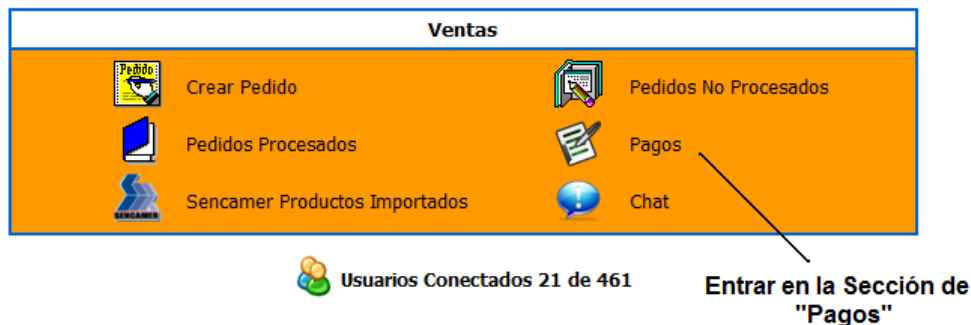 Ventas
Pedido
Crear Pedido
Pedidos No Procesados
Pedidos Procesados
Pagos
SENCAMER
Sencamer Productos Importados
Chat
Usuarios Conectados 21 de 461
Entrar en la Sección de
"Pagos"